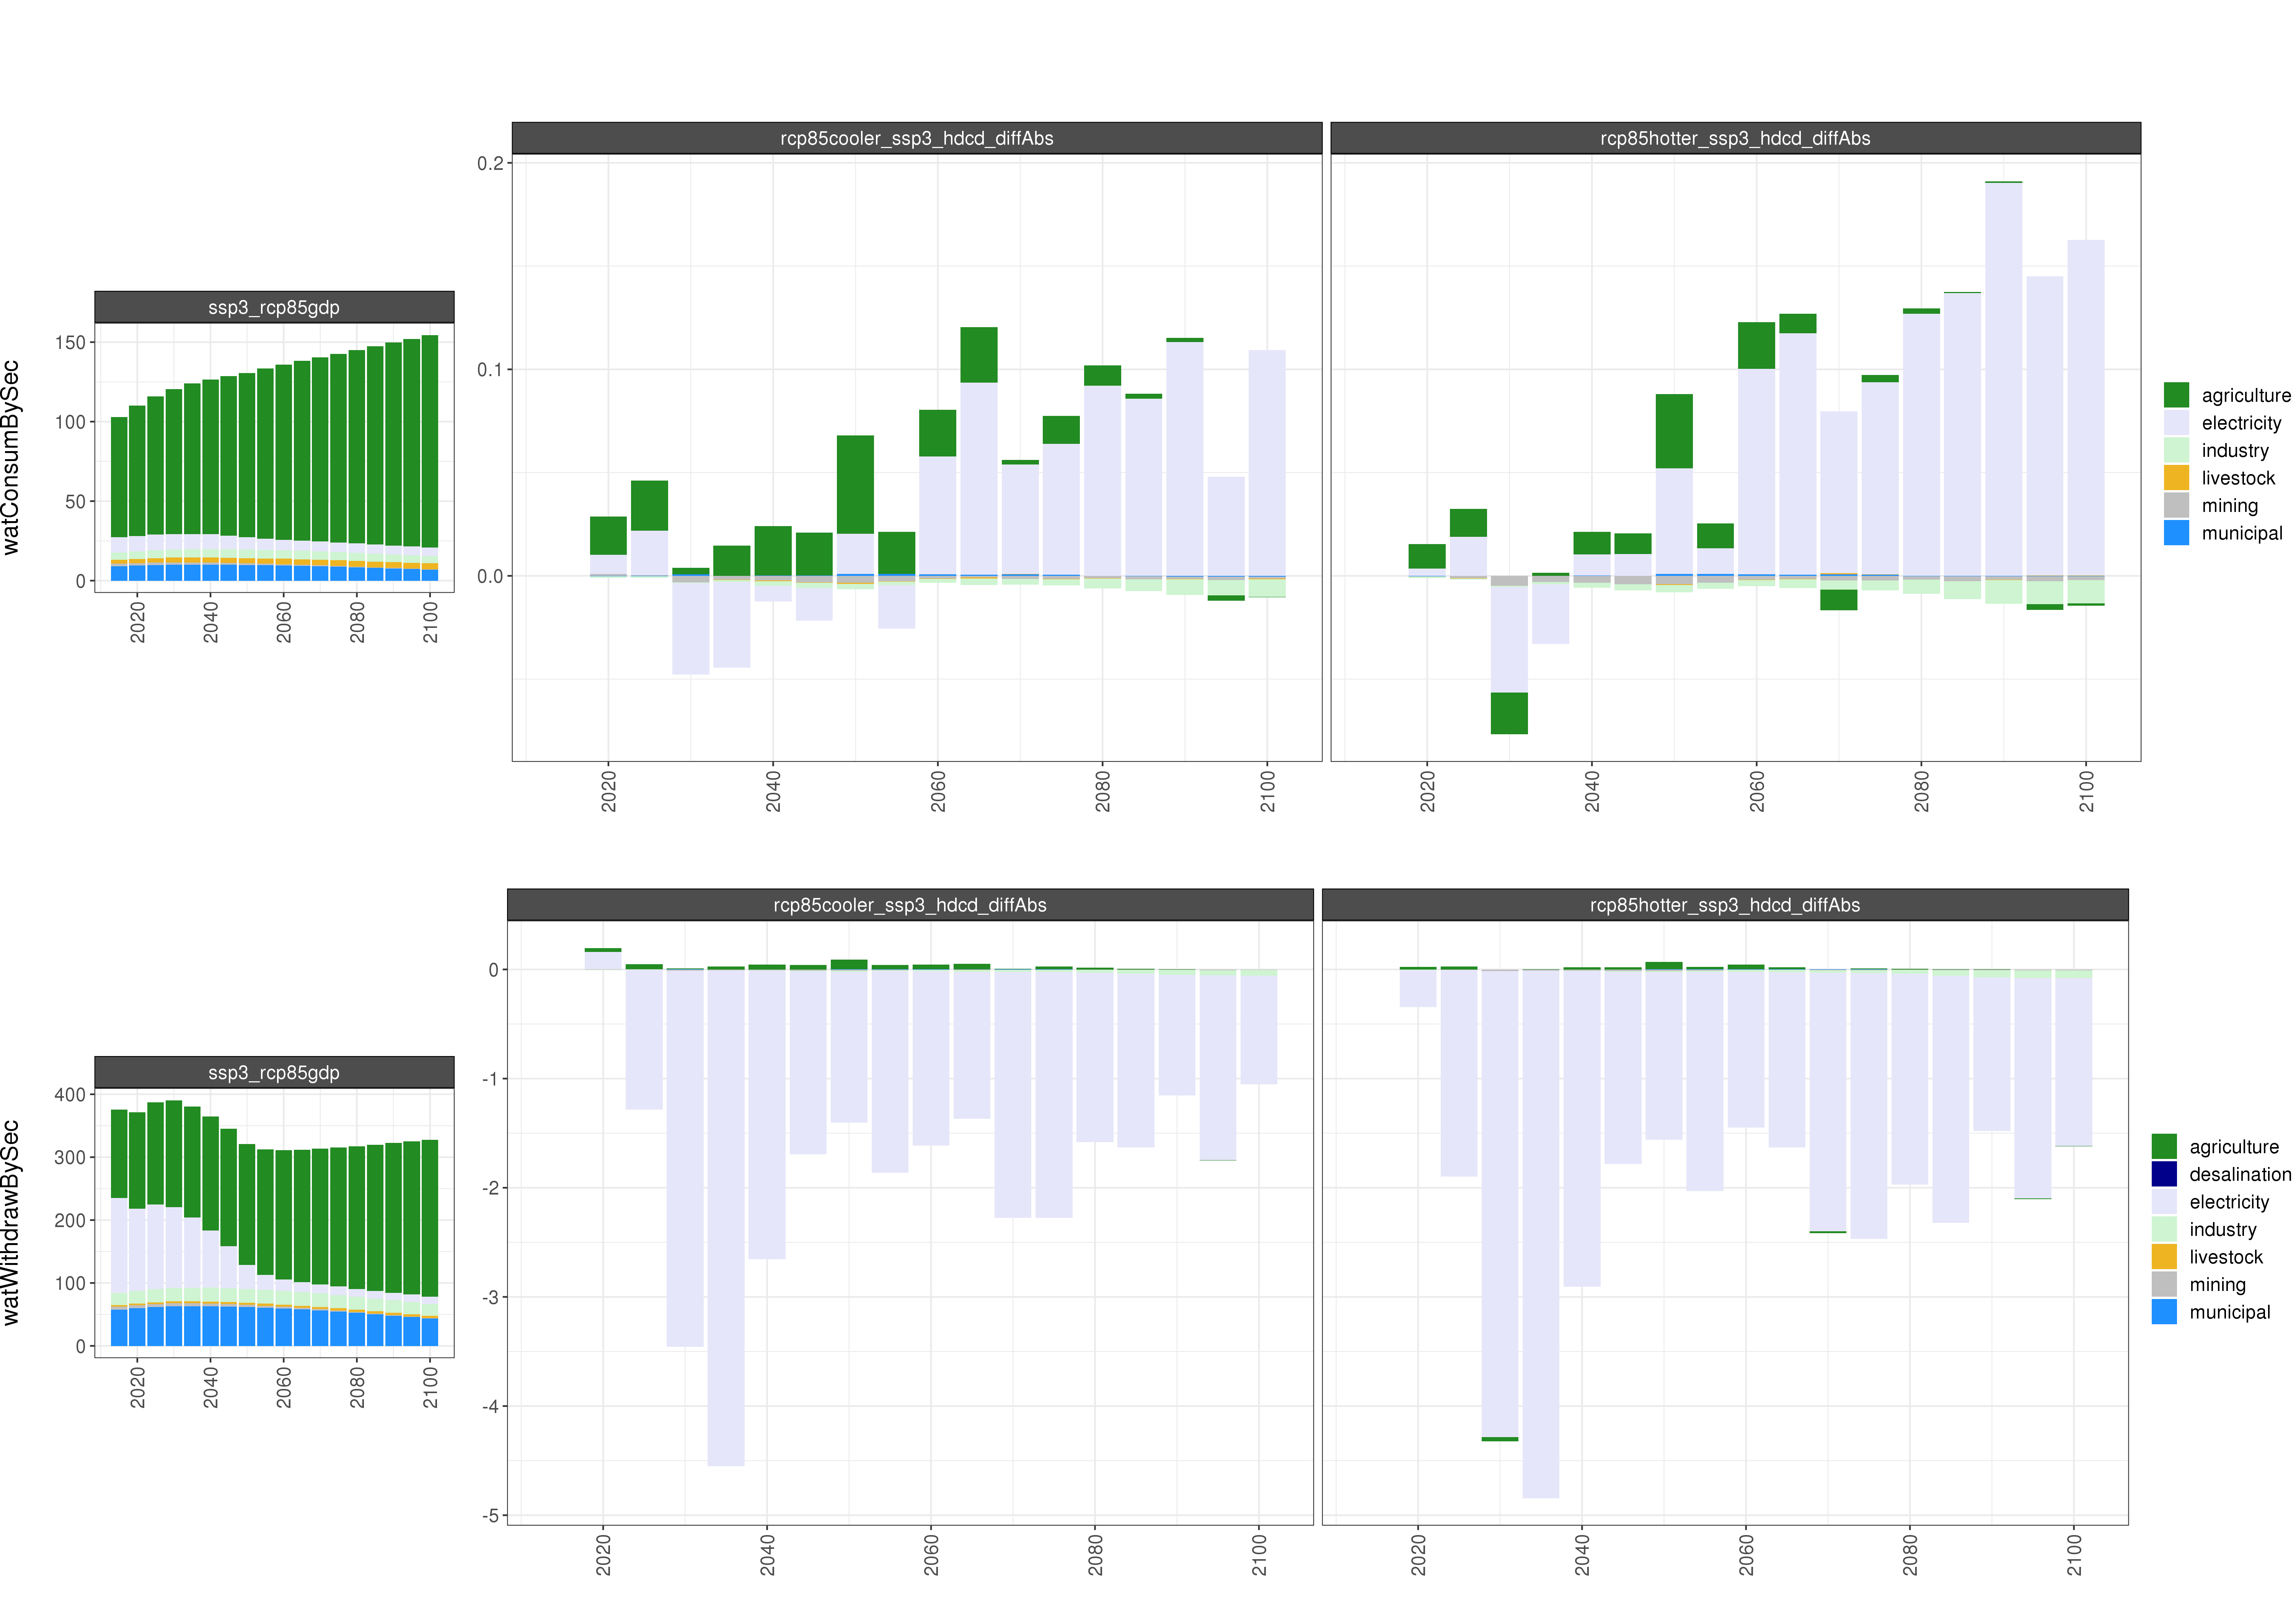 rcp85cooler_ssp3_hdcd_diffAbs
rcp85hotter_ssp3_hdcd_diffAbs
ssp3_rcp85gdp
watConsumBySec
150
100
50
0
2020
2040
2060
2080
2100
0.2
0.1
0.0
2020
2040
2060
2080
2100
2020
2040
2060
2080
2100
agriculture
electricity
industry
livestock
mining
municipal
rcp85cooler_ssp3_hdcd_diffAbs
rcp85hotter_ssp3_hdcd_diffAbs
ssp3_rcp85gdp
watWithdrawBySec
400
300
200
100
0
2020
2040
2060
2080
2100
0
-1
-2
-3
-4
-5
2020
2040
2060
2080
2100
2020
2040
2060
2080
2100
agriculture
desalination
electricity
industry
livestock
mining
municipal